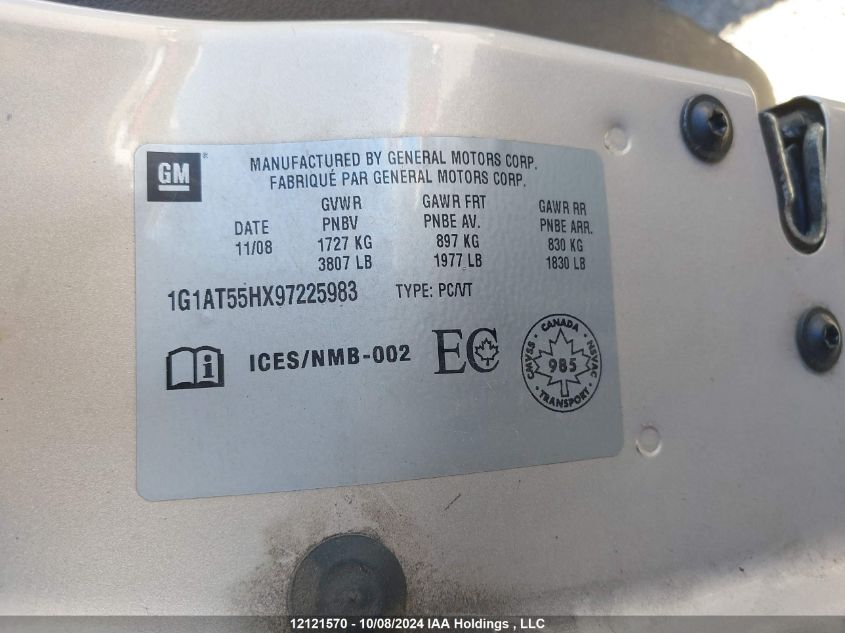 GM
MANUFACTURED BY GENERAL MOTORS CORP.
FABRIQUÉ PAR GENERAL MOTORS CORP.
DATE
11/08
GVWR
PNBV
1727 KG
3807 LB
GAWR FRT
PNBE AV.
897 KG
1977 LB
GAWR RR
PNBE ARR.
830 KG
1830 LB
1G1AT55HX97225983 TYPE: PC/VT
i ICES/NMB-002 EC
CANADA
CMVSS 985 NSVAC
TRANSPORT
12121570 - 10/08/2024 IAA Holdings , LLC